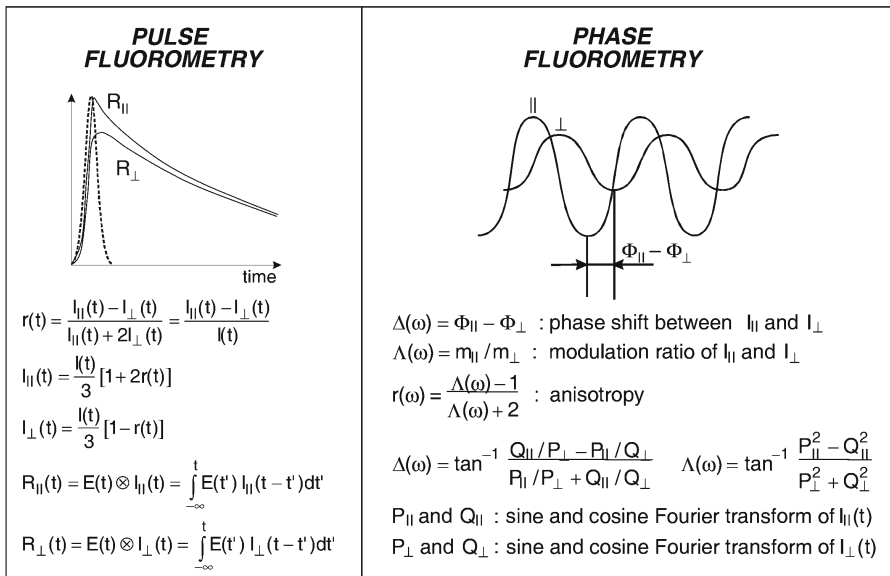 PULSE
FLUOROMETRY
R||
R⊥
time
r(t) = (I||(t) – I⊥(t)) / (I||(t) + 2I⊥(t)) = (I||(t) – I⊥(t)) / I(t)
I||(t) = I(t)/3 [1 + 2r(t)]
I⊥(t) = I(t)/3 [1 – r(t)]
R||(t) = E(t) ⊗ I||(t) = ∫_{–∞}^{t} E(t') I||(t – t')dt'
R⊥(t) = E(t) ⊗ I⊥(t) = ∫_{–∞}^{t} E(t') I⊥(t – t')dt'
PHASE
FLUOROMETRY
|| ⊥
Φ|| – Φ⊥
Δ(ω) = Φ|| – Φ⊥ : phase shift between I|| and I⊥
Λ(ω) = m|| / m⊥ : modulation ratio of I|| and I⊥
r(ω) = (Λ(ω) – 1) / (Λ(ω) + 2) : anisotropy
Δ(ω) = tan⁻¹ (Q|| / P⊥ – P|| / Q⊥) / (P|| / P⊥ + Q|| / Q⊥) Λ(ω) = tan⁻¹ (P||² – Q||²) / (P⊥² + Q⊥²)
P|| and Q|| : sine and cosine Fourier transform of I||(t)
P⊥ and Q⊥ : sine and cosine Fourier transform of I⊥(t)